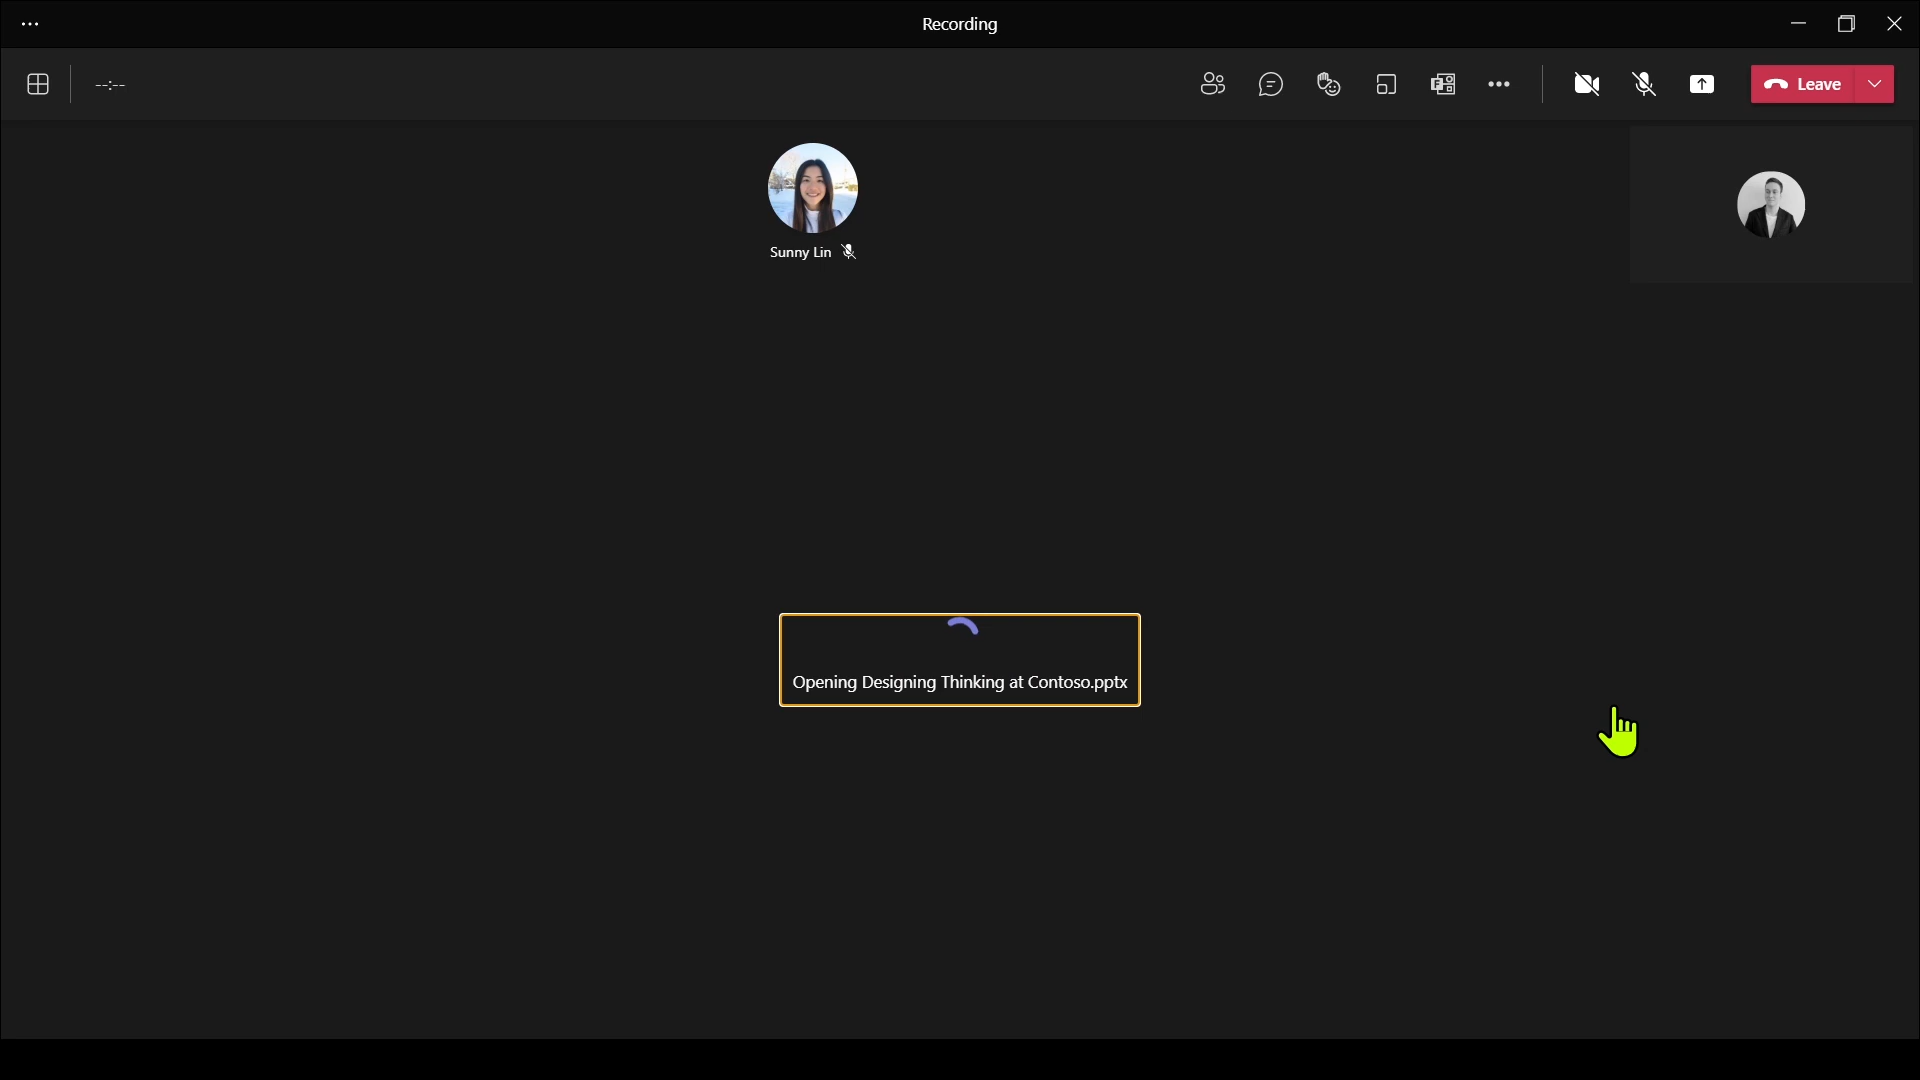 Recording
--:--
Leave
Sunny Lin
Opening Designing Thinking at Contoso.pptx